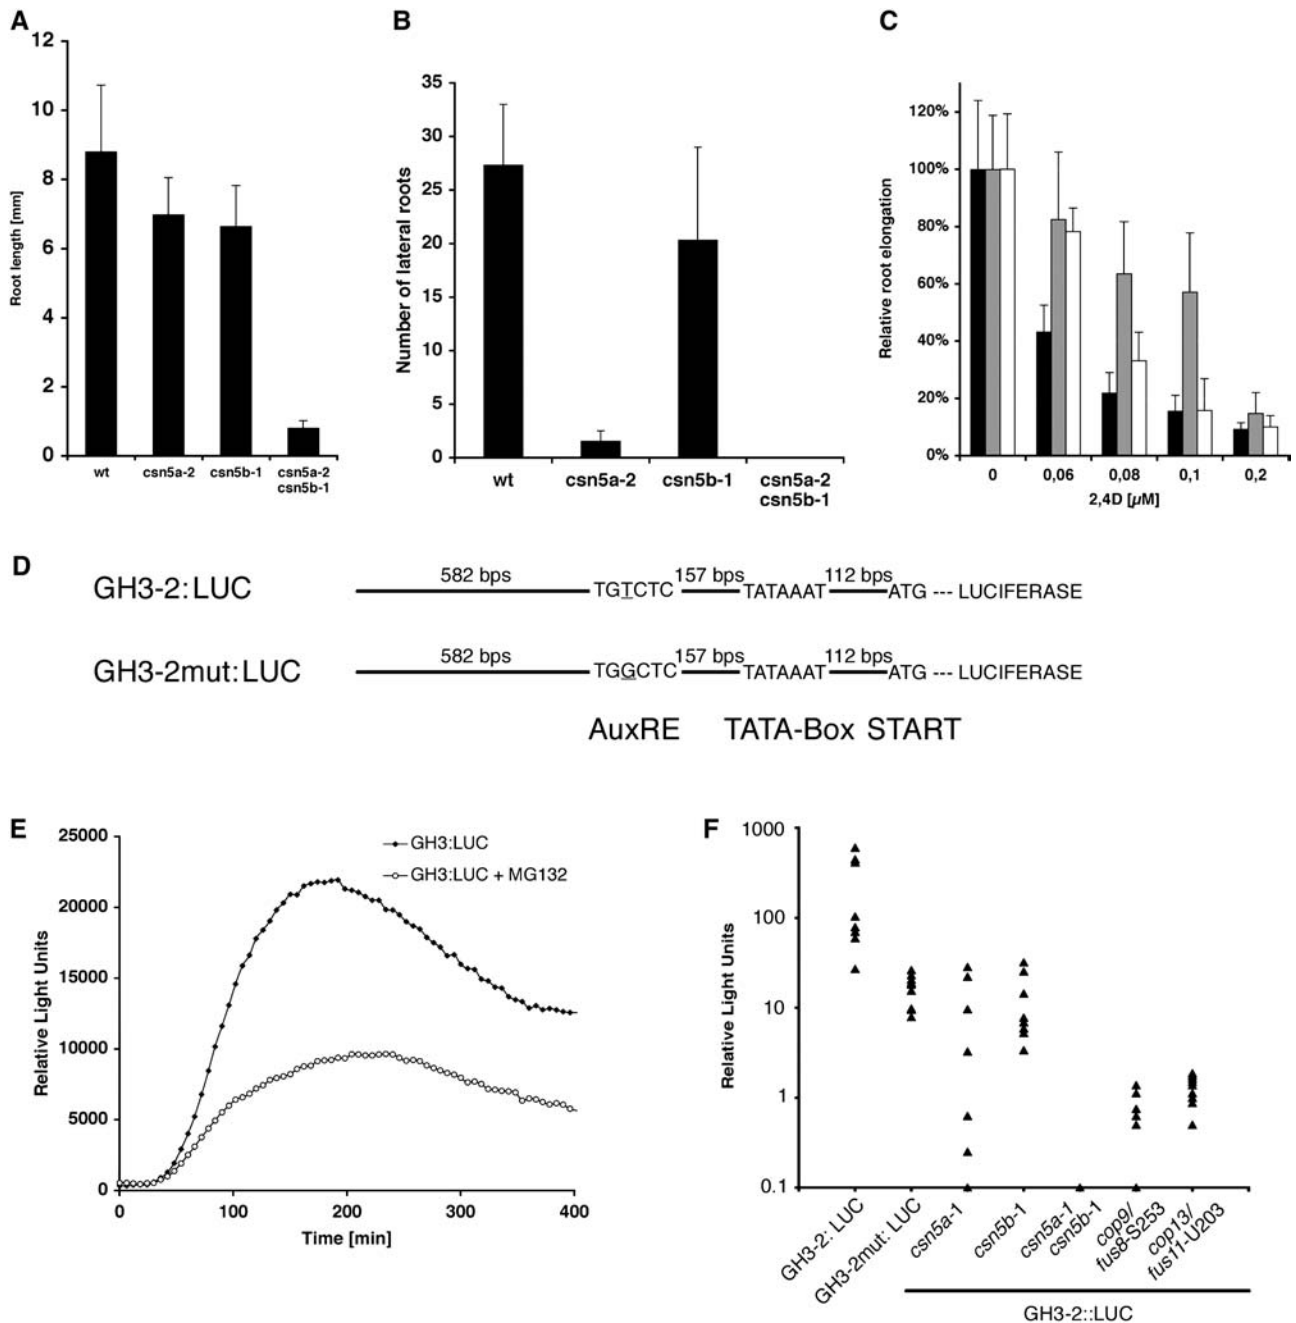 A
12
10
8
6
4
2
0
Root length [mm]
wt
csn5a-2
csn5b-1
csn5a-2
csn5b-1
B
35
30
25
20
15
10
5
0
Number of lateral roots
wt
csn5a-2
csn5b-1
csn5a-2
csn5b-1
C
120%
100%
80%
60%
40%
20%
0%
Relative root elongation
0
0,06
0,08
0,1
0,2
2,4D [µM]
D
GH3-2:LUC
582 bps
TGTCTC
157 bps
TATAAAT
112 bps
ATG --- LUCIFERASE
GH3-2mut:LUC
582 bps
TGGCTC
157 bps
TATAAAT
112 bps
ATG --- LUCIFERASE
AuxRE
TATA-Box
START
E
25000
20000
15000
10000
5000
0
Relative Light Units
GH3:LUC
GH3:LUC + MG132
0
100
200
300
400
Time [min]
F
1000
100
10
1
0.1
Relative Light Units
GH3-2: LUC
GH3-2mut: LUC
csn5a-1
csn5b-1
csn5a-1
csn5b-1
cop9/
fus8-S253
cop13/
fus11-U203
GH3-2::LUC